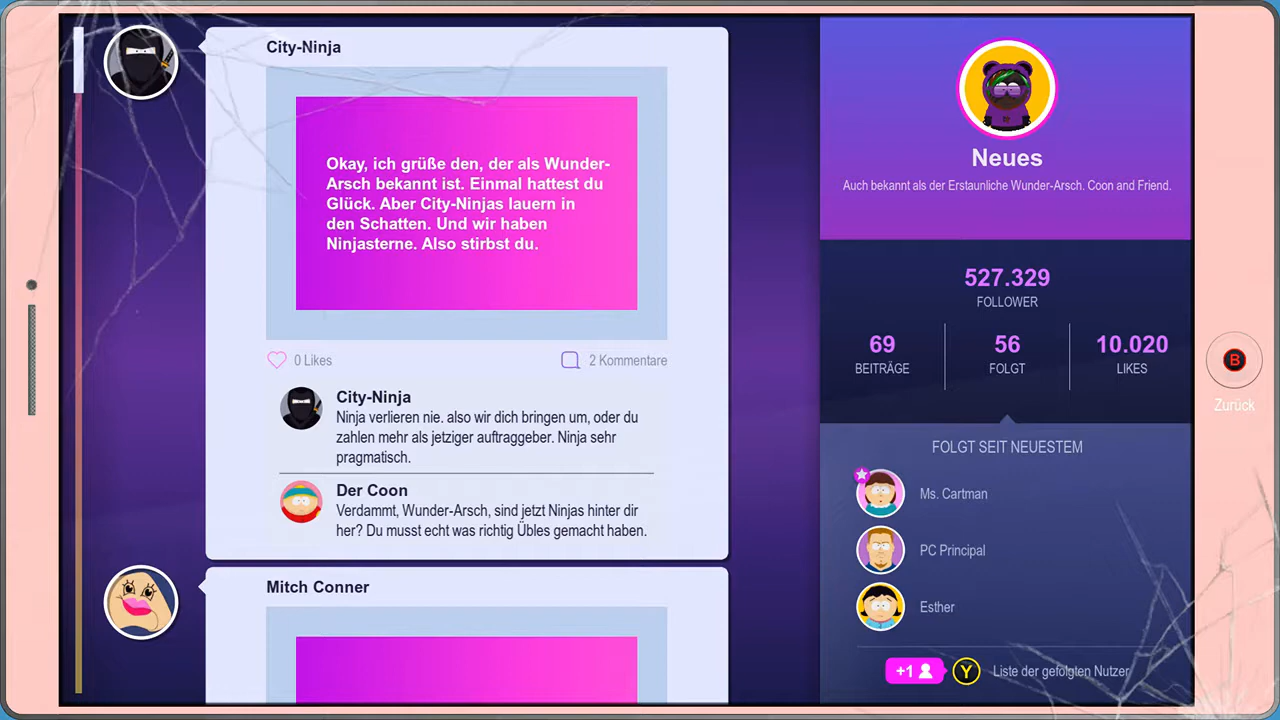 City-Ninja
Okay, ich grüße den, der als Wunder-
Arsch bekannt ist. Einmal hattest du
Glück. Aber City-Ninjas lauern in
den Schatten. Und wir haben
Ninjasterne. Also stirbst du.
0 Likes
2 Kommentare
City-Ninja
Ninja verlieren nie. also wir dich bringen um, oder du
zahlen mehr als jetziger auftraggeber. Ninja sehr
pragmatisch.
Der Coon
Verdammt, Wunder-Arsch, sind jetzt Ninjas hinter dir
her? Du musst echt was richtig Übles gemacht haben.
Mitch Conner
Neues
Auch bekannt als der Erstaunliche Wunder-Arsch. Coon and Friend.
527.329
FOLLOWER
69
BEITRÄGE
56
FOLGT
10.020
LIKES
FOLGT SEIT NEUESTEM
Ms. Cartman
PC Principal
Esther
+1
Y
Liste der gefolgten Nutzer
B
Zurück